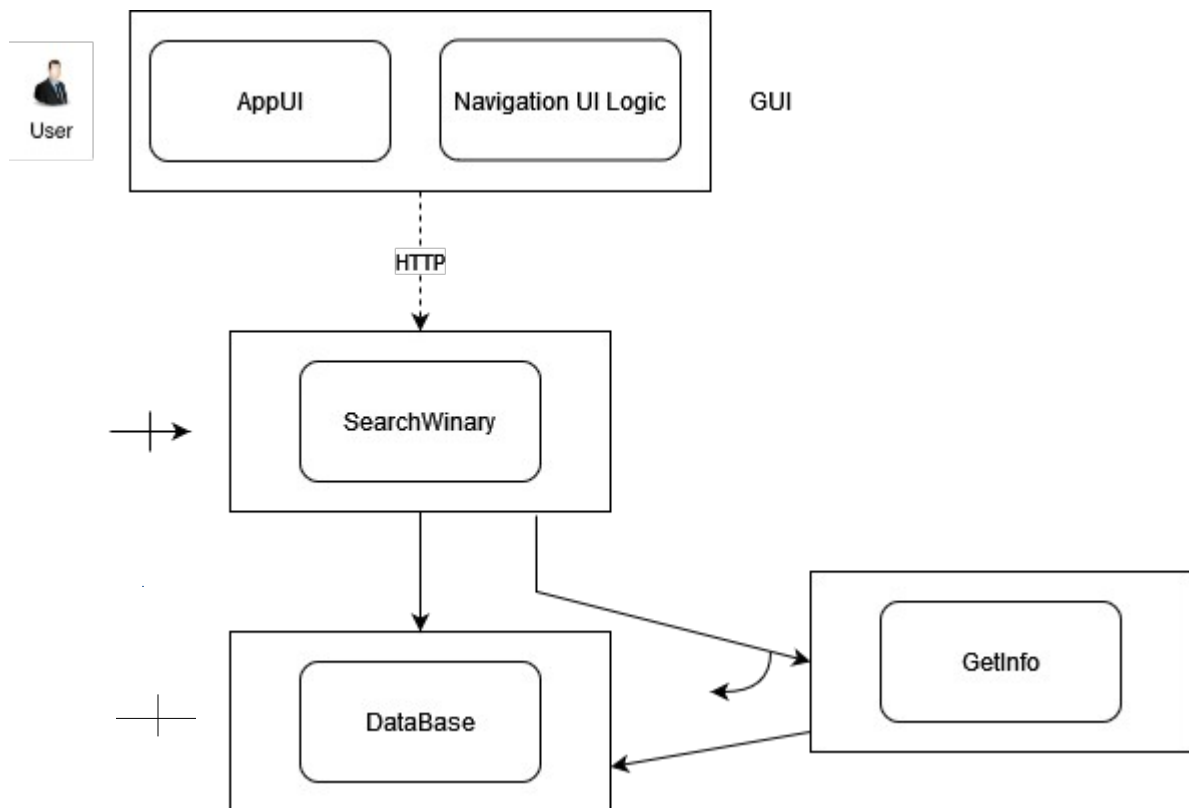 AppUI
Navigation UI Logic
GUI
User
HTTP
SearchWinary
GetInfo
DataBase